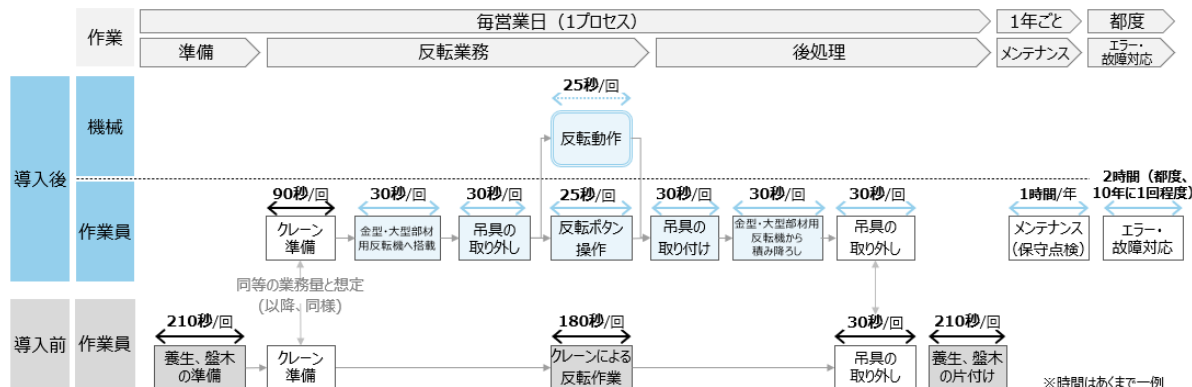 作業
毎営業日（1プロセス）
1年ごと
都度
準備
反転業務
後処理
メンテナンス
エラー・
故障対応
導入後
機械
25秒/回
反転動作
作業員
90秒/回
クレーン
準備
30秒/回
金型・大型部材
用反転機へ搭載
30秒/回
吊具の
取り外し
25秒/回
反転ボタン
操作
30秒/回
吊具の
取り付け
30秒/回
金型・大型部材用
反転機から
積み降ろし
30秒/回
吊具の
取り外し
1時間/年
メンテナンス
(保守点検)
2時間（都度、
10年に1回程度）
エラー・
故障対応
同等の業務量と想定
(以降、同様)
導入前
作業員
210秒/回
養生、盤木
の準備
クレーン
準備
180秒/回
クレーンによる
反転作業
30秒/回
吊具の
取り外し
210秒/回
養生、盤木
の片付け
※時間はあくまで一例